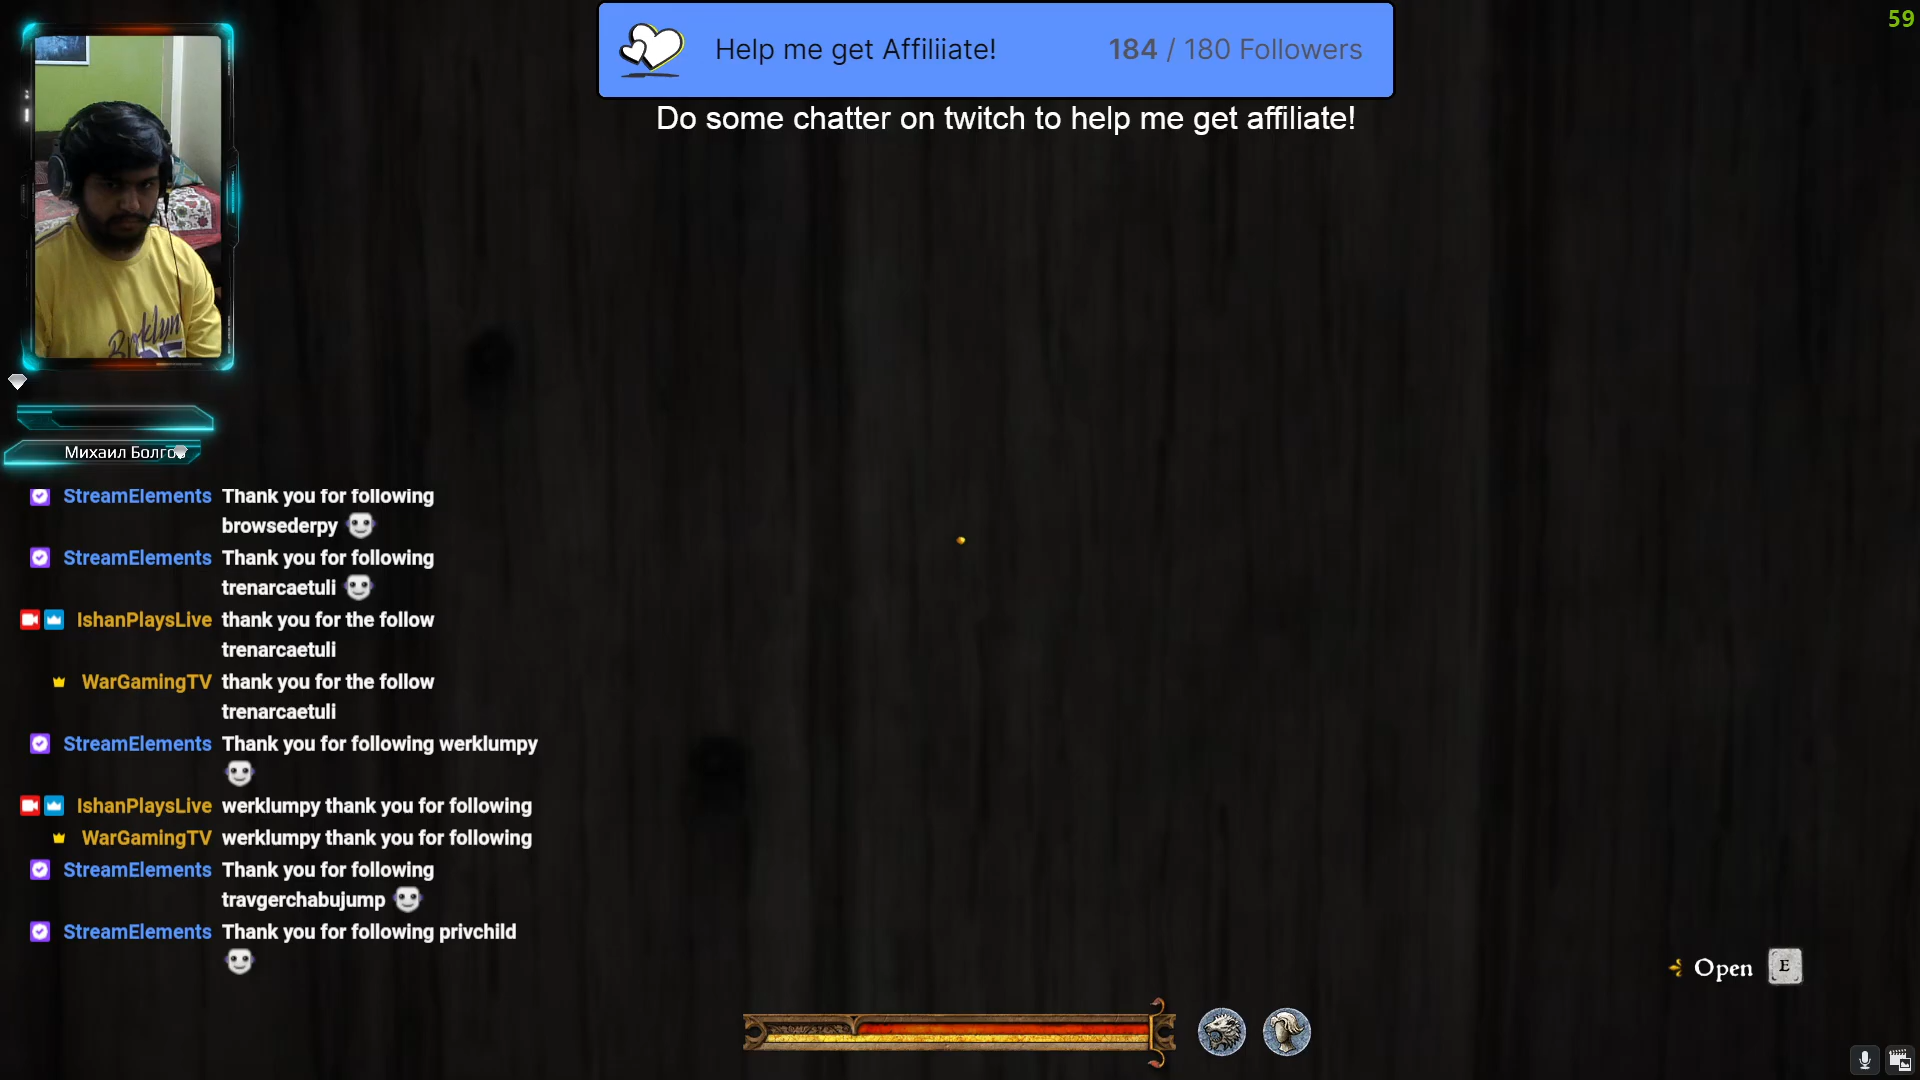 59
Help me get Affiliiate! 184 / 180 Followers
Do some chatter on twitch to help me get affiliate!
Brooklyn
Михаил Болгов
StreamElements Thank you for following
browsederpy
StreamElements Thank you for following
trenarcaetuli
IshanPlaysLive thank you for the follow
trenarcaetuli
WarGamingTV thank you for the follow
trenarcaetuli
StreamElements Thank you for following werklumpy
IshanPlaysLive werklumpy thank you for following
WarGamingTV werklumpy thank you for following
StreamElements Thank you for following
travgerchabujump
StreamElements Thank you for following privchild
Open E